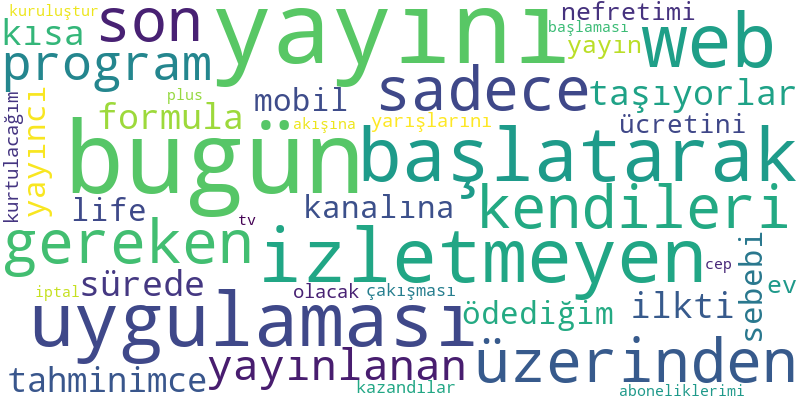 kuruluştur
kısa
son
yayını
nefretimi
başlaması
yayın
web
program
plus
mobil
sadece
taşıyorlar
yayıncı
formula
akışına
yarışlarını
ücretini
kurtulacağım
bugün
başlatarak
life
tv
kanalına
kendileri
gereken
izletmeyen
cep
sebebi
ev
iptal
sürede
olacak
çakışması
ödediğim
ilkti
uygulaması
yayınlanan
üzerinden
tahminimce
kazandılar
aboneliklerimi